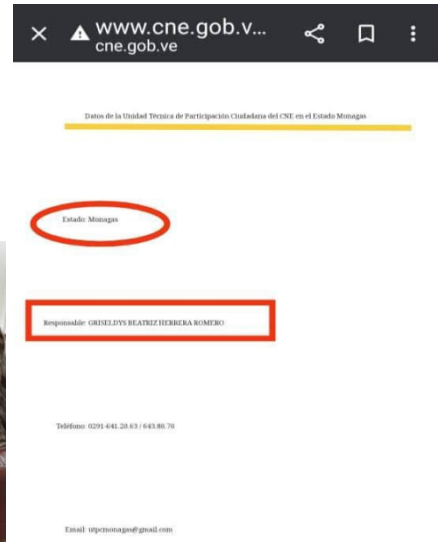 www.cne.gob.v...
cne.gob.ve
Datos de la Unidad Técnica de Participación Ciudadana del CNE en el Estado Monagas
Estado: Monagas
Responsable: GRISELDYS BEATRIZ HERRERA ROMERO
Teléfono: 0291-641.28.63 / 643.80.70
Email: utpcmonagas@gmail.com